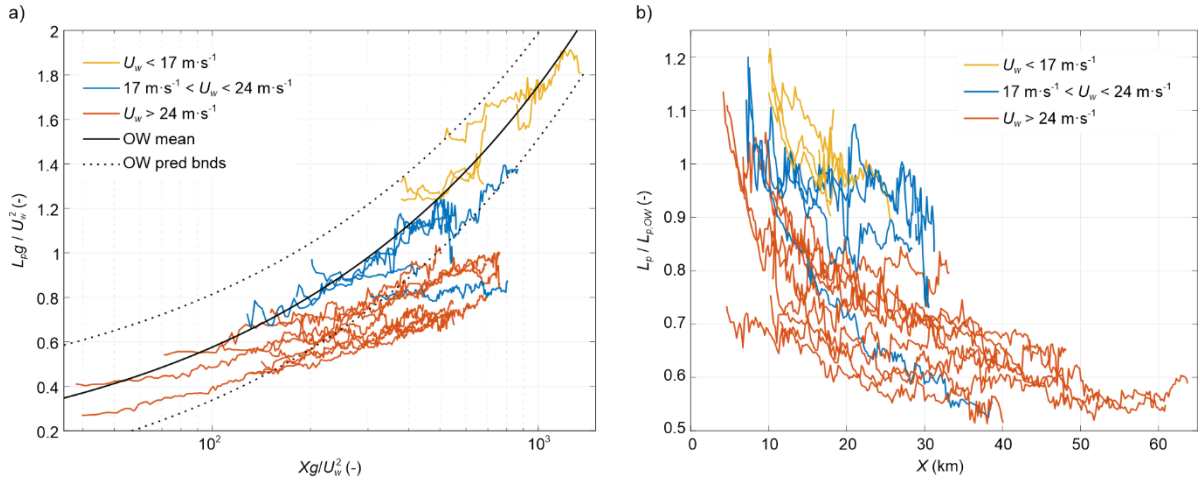 a)
2
1.8
1.6
1.4
1.2
1
0.8
0.6
0.4
0.2
L_p g / U_w^2 (-)
U_w < 17 m·s⁻¹
17 m·s⁻¹ < U_w < 24 m·s⁻¹
U_w > 24 m·s⁻¹
OW mean
OW pred bnds
10² 10³
Xg/U_w^2 (-)
b)
1.2
1.1
1
0.9
0.8
0.7
0.6
0.5
L_p / L_p,OW (-)
U_w < 17 m·s⁻¹
17 m·s⁻¹ < U_w < 24 m·s⁻¹
U_w > 24 m·s⁻¹
0 10 20 30 40 50 60
X (km)